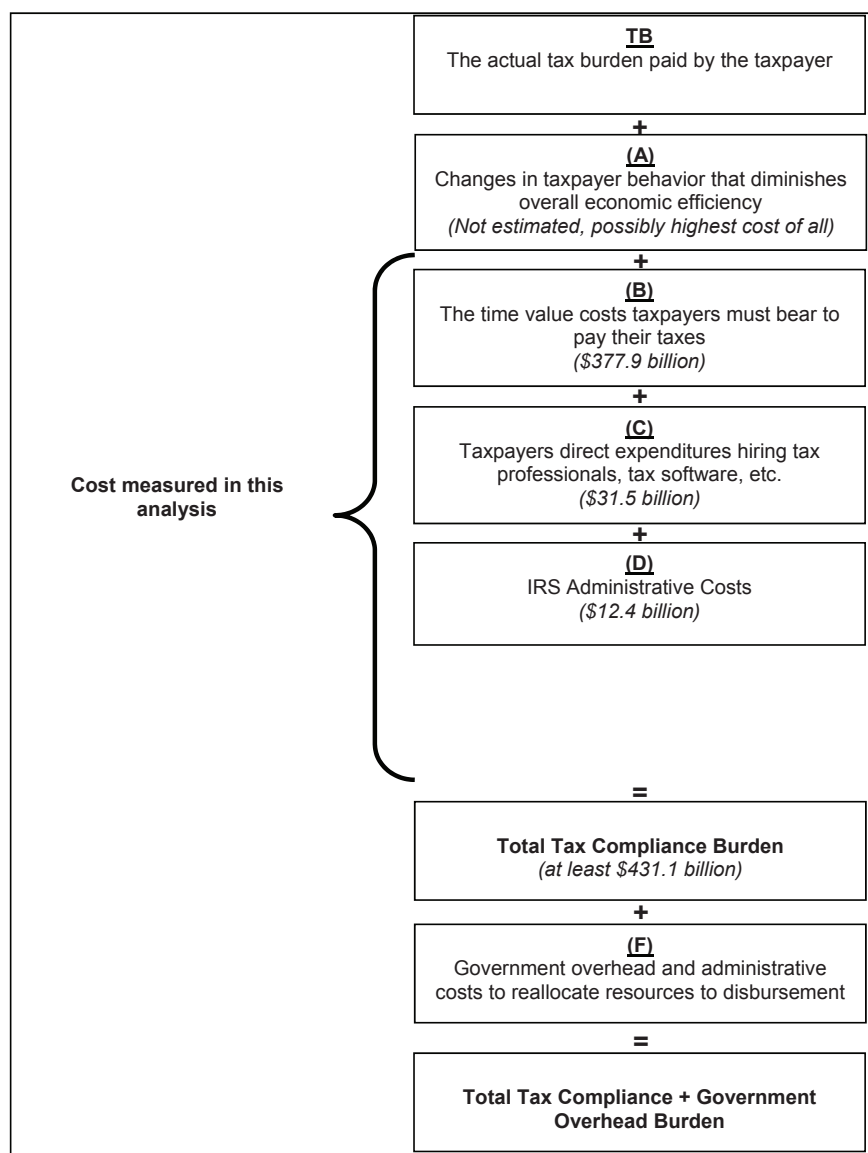 TB
The actual tax burden paid by the taxpayer
+
(A)
Changes in taxpayer behavior that diminishes
overall economic efficiency
(Not estimated, possibly highest cost of all)
+
(B)
The time value costs taxpayers must bear to
pay their taxes
($377.9 billion)
+
(C)
Taxpayers direct expenditures hiring tax
professionals, tax software, etc.
($31.5 billion)
+
(D)
IRS Administrative Costs
($12.4 billion)
Cost measured in this
analysis
=
Total Tax Compliance Burden
(at least $431.1 billion)
+
(F)
Government overhead and administrative
costs to reallocate resources to disbursement
=
Total Tax Compliance + Government
Overhead Burden